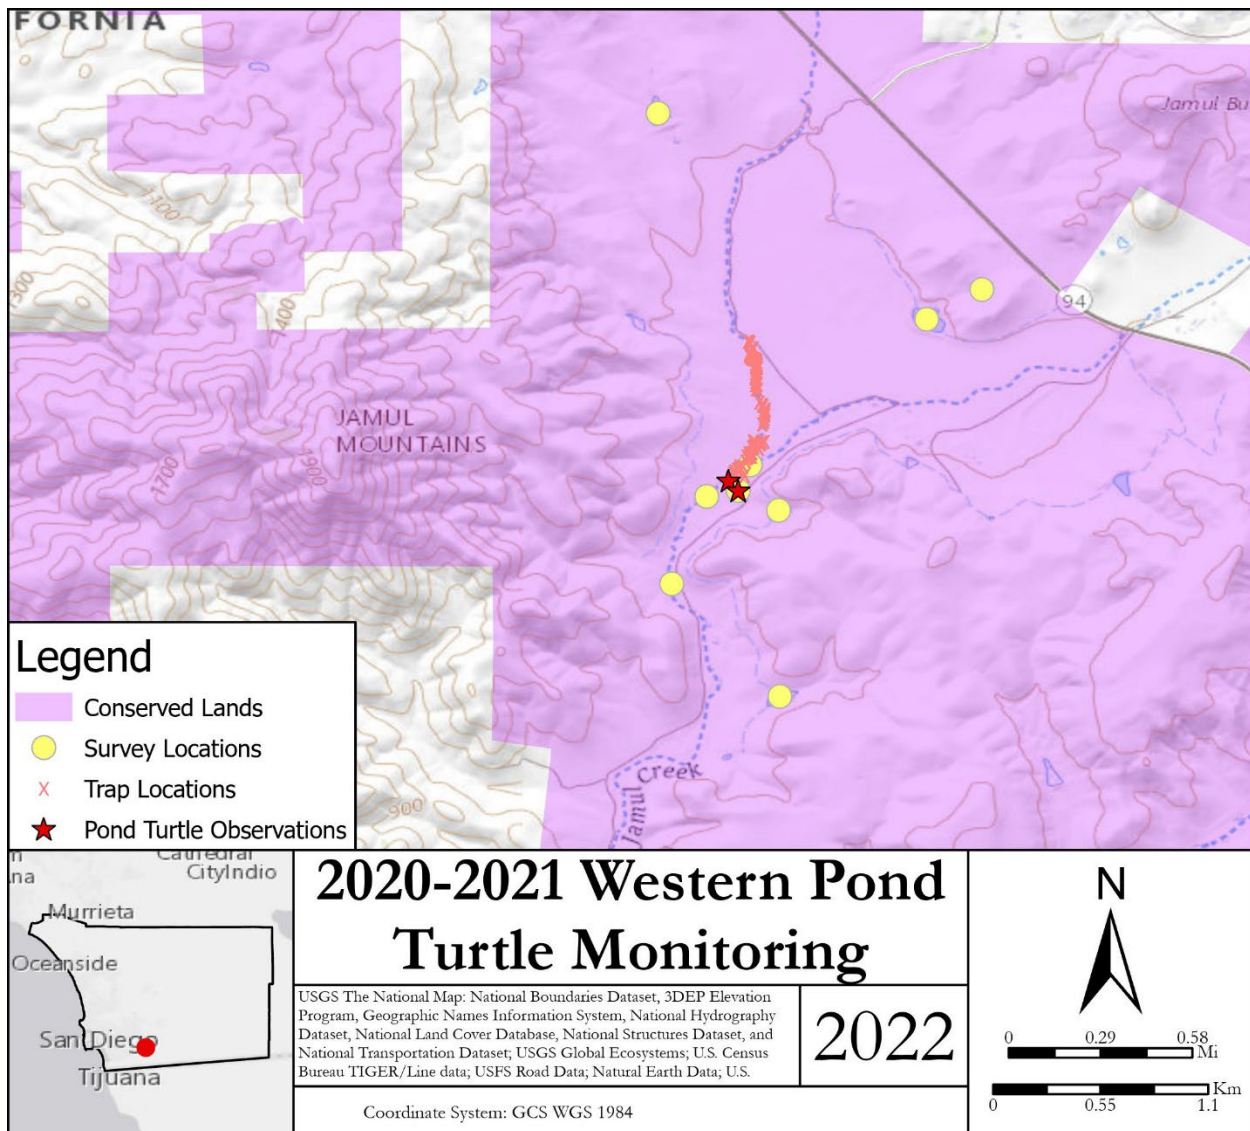 FORNIA
Jamul Bu
1100
1300
1400
94
JAMUL
MOUNTAINS
1700
1900
900
Jamul Creek
Legend
Conserved Lands
Survey Locations
Trap Locations
Pond Turtle Observations
Cathedral
CityIndio
na
Murrieta
Oceanside
San Diego
Tijuana
2020-2021 Western Pond
Turtle Monitoring
USGS The National Map: National Boundaries Dataset, 3DEP Elevation
Program, Geographic Names Information System, National Hydrography
Dataset, National Land Cover Database, National Structures Dataset, and
National Transportation Dataset; USGS Global Ecosystems; U.S. Census
Bureau TIGER/Line data; USFS Road Data; Natural Earth Data; U.S.
2022
Coordinate System: GCS WGS 1984
N
0 0.29 0.58
Mi
Km
0 0.55 1.1